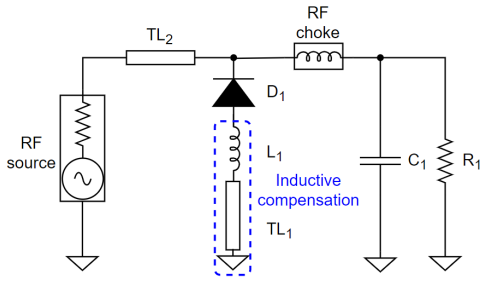 RF
choke
TL2
D1
RF
source
L1
C1
R1
Inductive
compensation
TL1